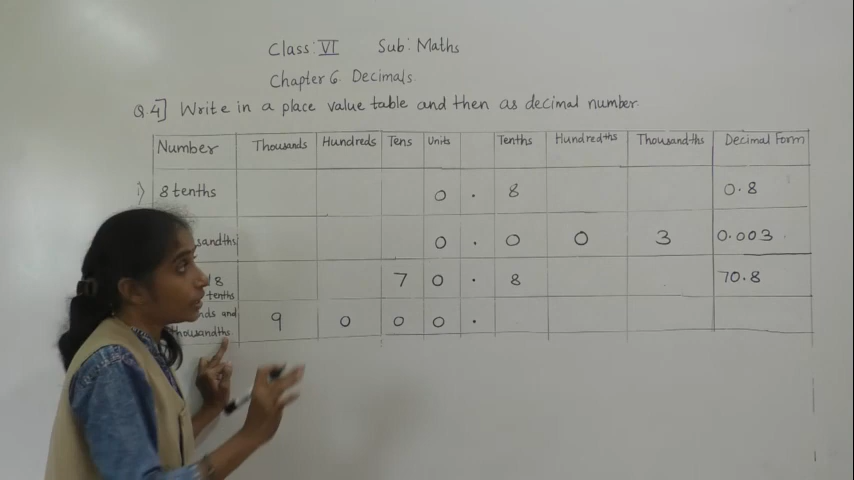 Class: VI Sub: Maths
Chapter 6. Decimals.
Q.4] Write in a place value table and then as decimal number.
Number Thousands Hundreds Tens Units Tenths Hundredths Thousandths Decimal Form
i) 8 tenths 0 . 8 0.8
sandths 0 . 0 0 3 0.003
8 7 0 . 8 70.8
tenths
nds and 9 0 0 0 .
thousandths.